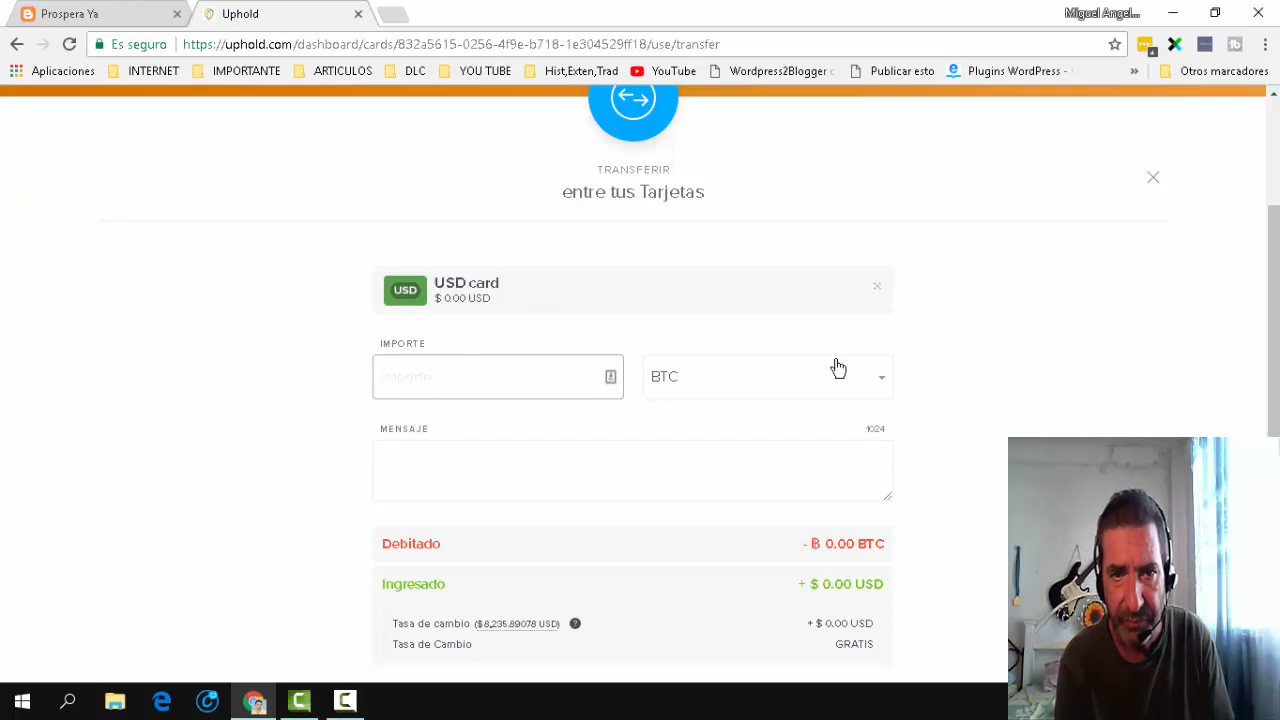 Prospera Ya
Uphold
Miguel Angel...
Es seguro
https://uphold.com/dashboard/cards/832a5615-0256-4f9e-b718-1e304529ff18/use/transfer
4
Aplicaciones
INTERNET
IMPORTANTE
ARTICULOS
DLC
YOU TUBE
Hist,Exten,Trad
YouTube
Wordpress2Blogger c
Publicar esto
Plugins WordPress -
»
Otros marcadores
TRANSFERIR
entre tus Tarjetas
USD
USD card
$ 0.00 USD
IMPORTE
Importe
BTC
MENSAJE
1024
Debitado
- ₿ 0.00 BTC
Ingresado
+ $ 0.00 USD
Tasa de cambio ($8,235.89078 USD) ?
+ $ 0.00 USD
Tasa de Cambio
GRATIS